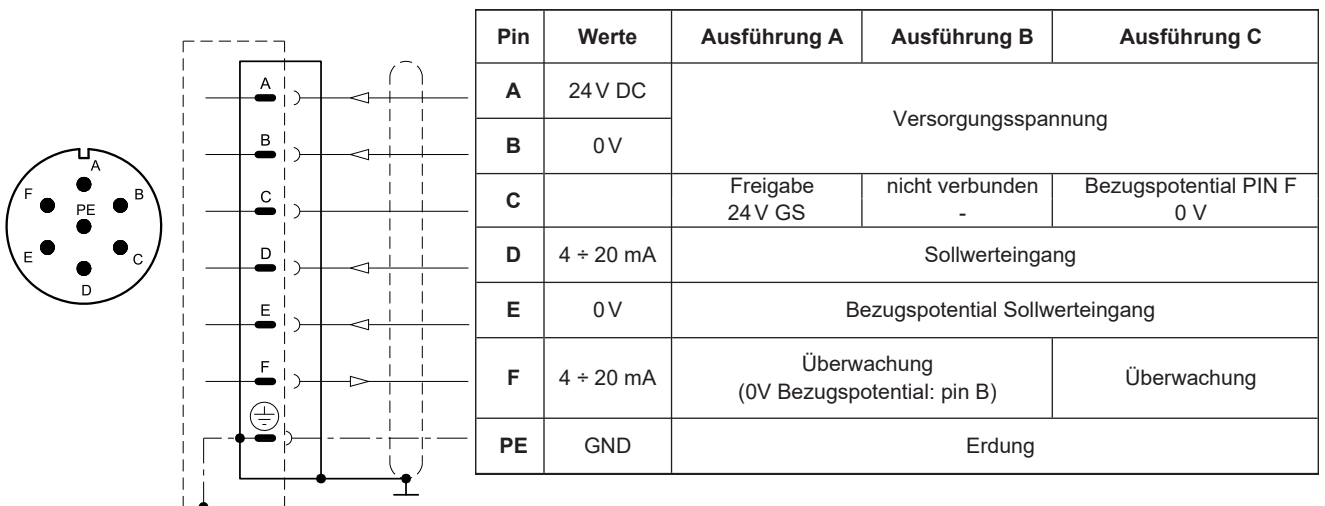 A
F
B
PE
E
C
D
A
B
C
D
E
F
Pin Werte Ausführung A Ausführung B Ausführung C
A 24 V DC
Versorgungsspannung
B 0 V
C
Freigabe
24 V GS
nicht verbunden
-
Bezugspotential PIN F
0 V
D 4 ÷ 20 mA Sollwerteingang
E 0 V Bezugspotential Sollwerteingang
F 4 ÷ 20 mA
Überwachung
(0V Bezugspotential: pin B)
Überwachung
PE GND Erdung